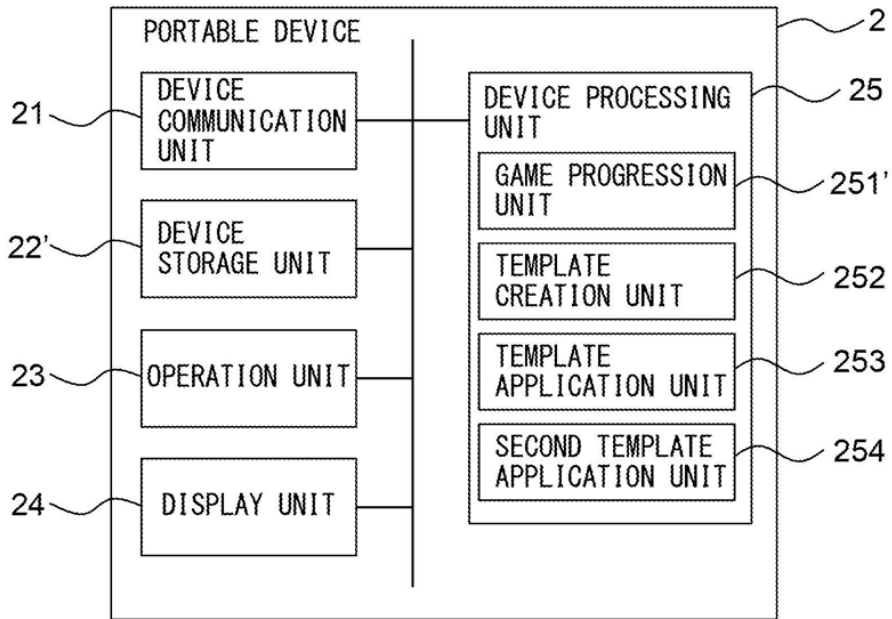 PORTABLE DEVICE
2
21
DEVICE
COMMUNICATION
UNIT
22’
DEVICE
STORAGE UNIT
23
OPERATION UNIT
24
DISPLAY UNIT
25
DEVICE PROCESSING
UNIT
GAME PROGRESSION
UNIT
251’
TEMPLATE
CREATION UNIT
252
TEMPLATE
APPLICATION UNIT
253
SECOND TEMPLATE
APPLICATION UNIT
254